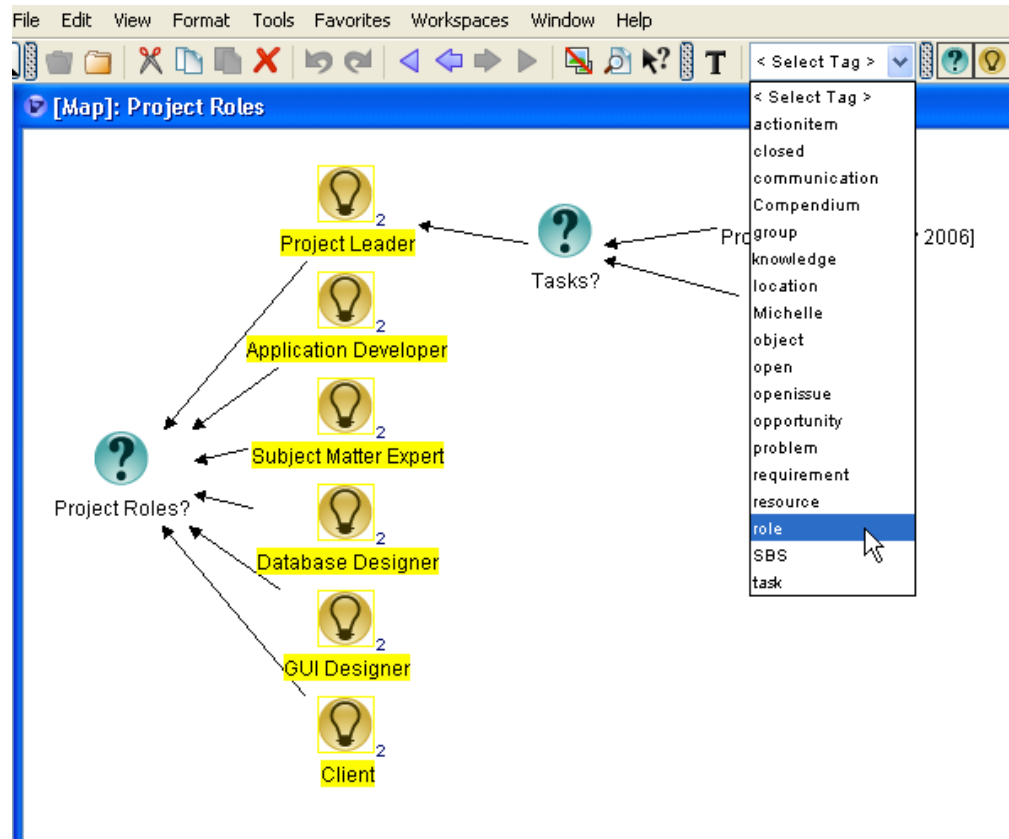 File Edit View Format Tools Favorites Workspaces Window Help
T < Select Tag >
[Map]: Project Roles
< Select Tag >
actionitem
closed
communication
Compendium
group
knowledge
location
Michelle
object
open
openissue
opportunity
problem
requirement
resource
role
SBS
task
2
Project Leader
Tasks?
2006]
2
Application Developer
2
Subject Matter Expert
Project Roles?
2
Database Designer
2
GUI Designer
2
Client